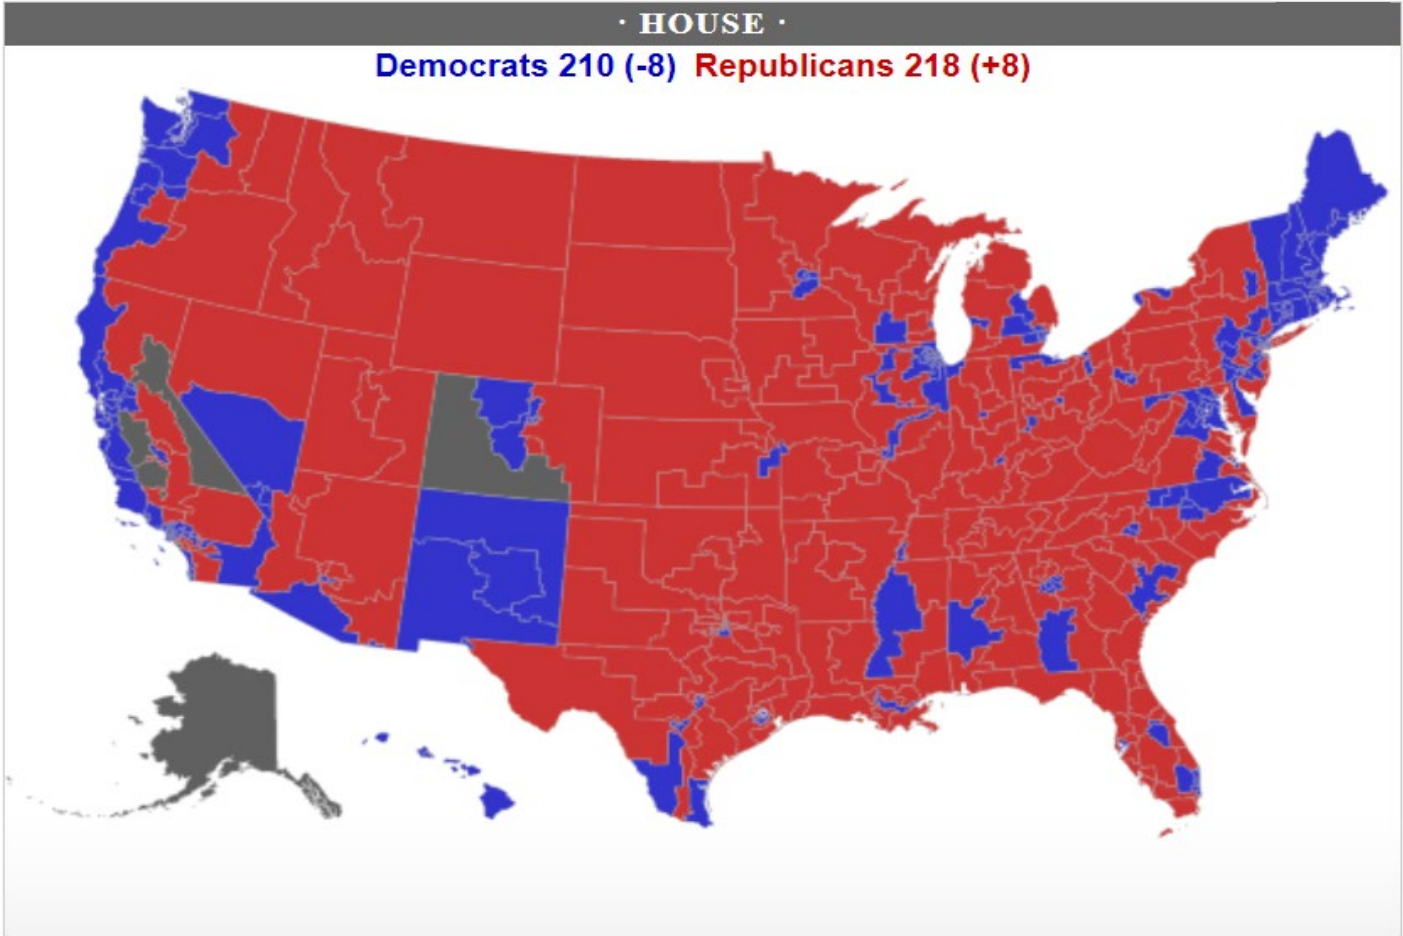 · HOUSE ·
Democrats 210 (-8) Republicans 218 (+8)